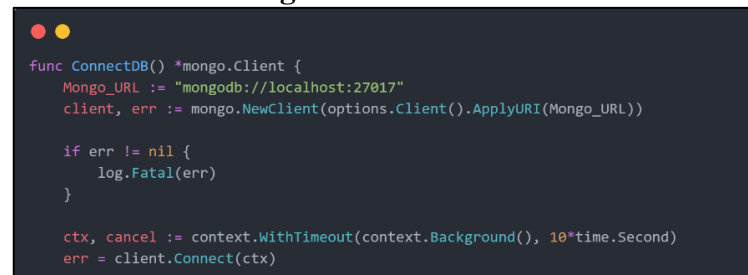 func ConnectDB() *mongo.Client {
    Mongo_URL := "mongodb://localhost:27017"
    client, err := mongo.NewClient(options.Client().ApplyURI(Mongo_URL))

    if err != nil {
        log.Fatal(err)
    }

    ctx, cancel := context.WithTimeout(context.Background(), 10*time.Second)
    err = client.Connect(ctx)